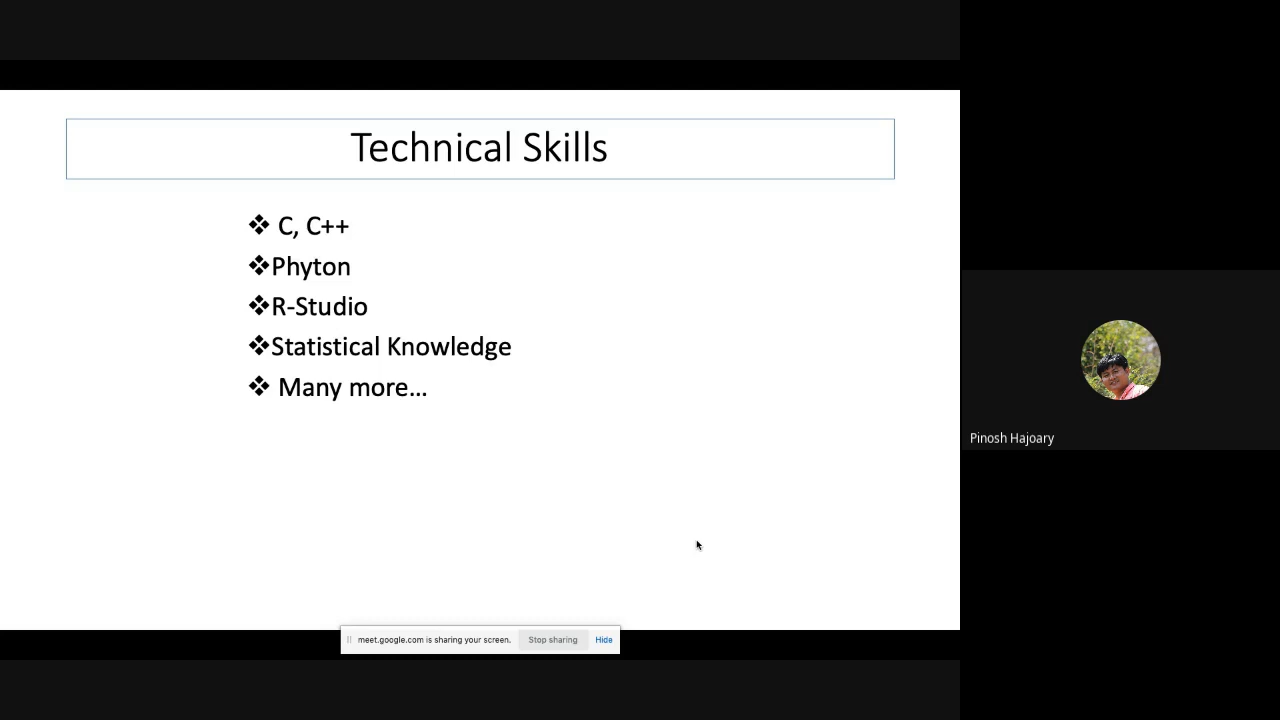 Technical Skills
❖ C, C++
❖Phyton
❖R-Studio
❖Statistical Knowledge
❖ Many more...
Pinosh Hajoary
meet.google.com is sharing your screen. Stop sharing Hide